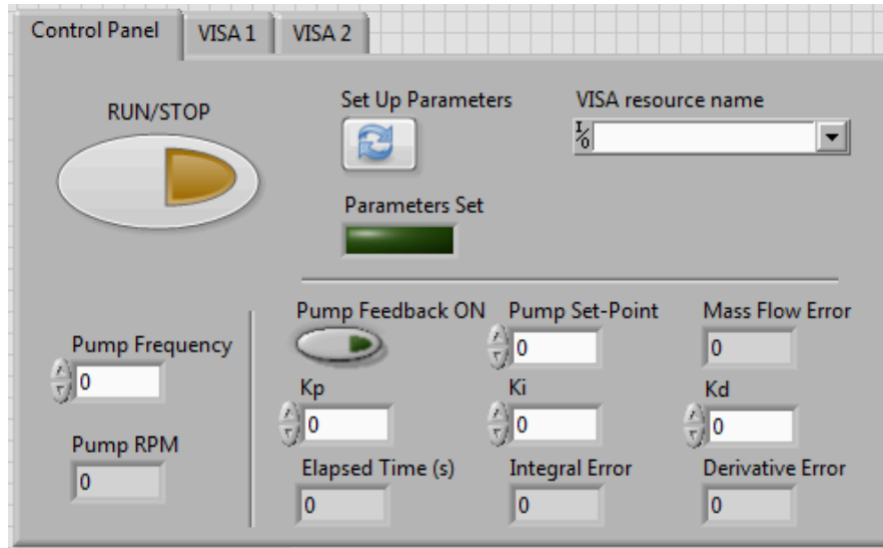 Control Panel
VISA 1
VISA 2
RUN/STOP
Set Up Parameters
VISA resource name
I/O
Parameters Set
Pump Frequency
0
Pump RPM
0
Pump Feedback ON
Pump Set-Point
0
Mass Flow Error
0
Kp
0
Ki
0
Kd
0
Elapsed Time (s)
0
Integral Error
0
Derivative Error
0